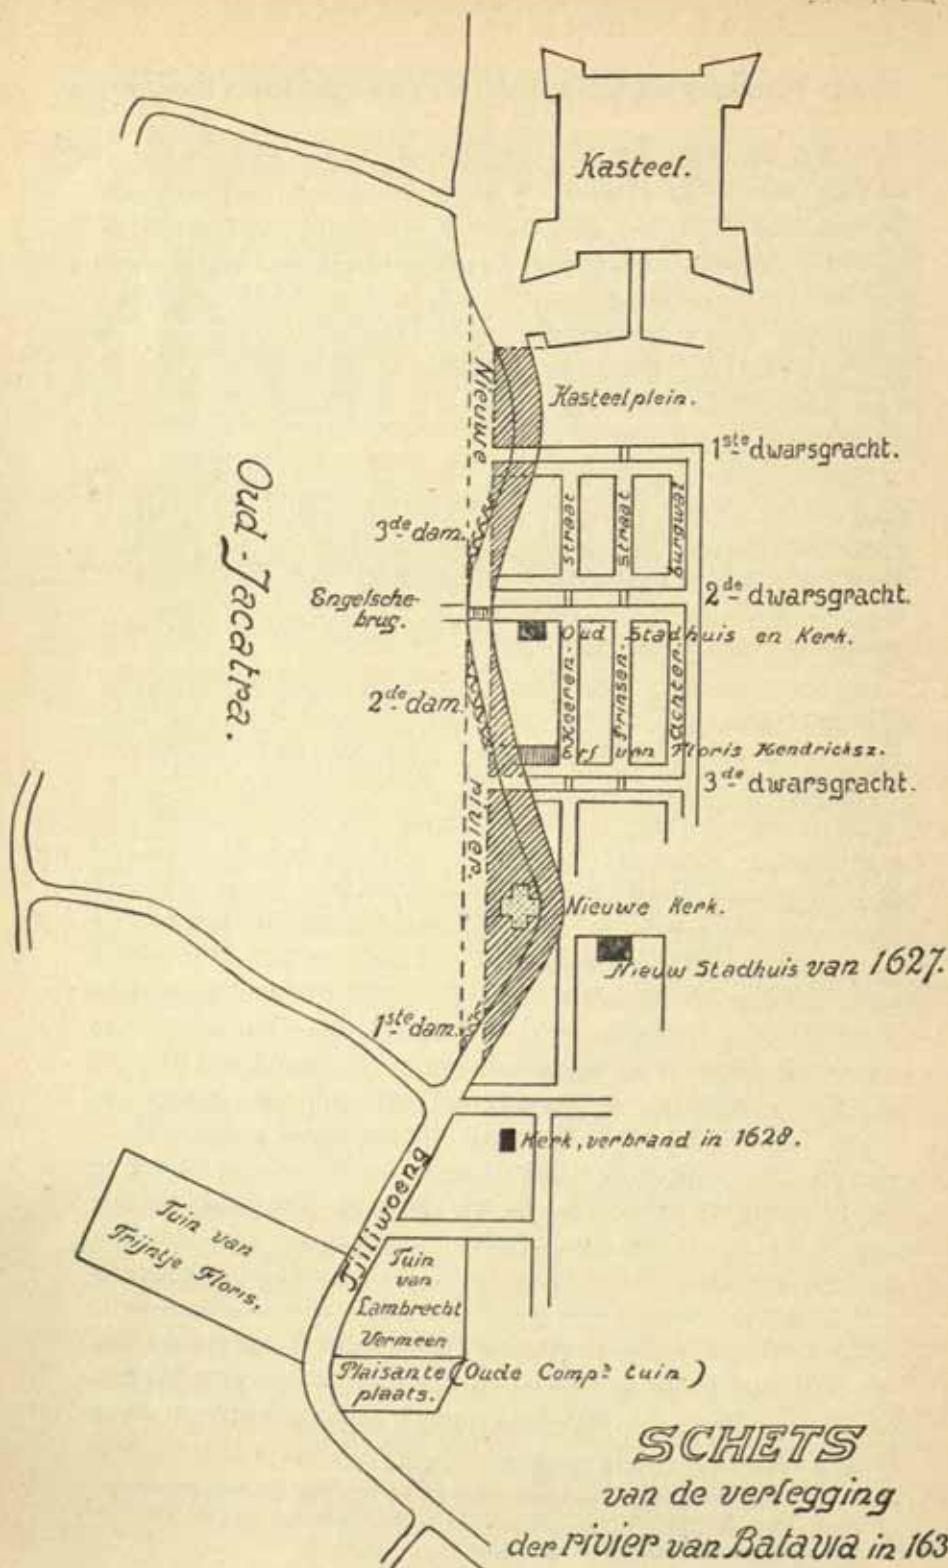 Kasteel.
Kasteelplein.
Nieuwe
1ste dwarsgracht.
Oud-Jacatra.
3de dam.
straat
straat
burgwal
Engelsche-
brug.
2de dwarsgracht.
Oud Stadhuis en Kerk.
Heeren-
Prinsen-
Achter-
2de dam.
Erf van Floris Hendricksz.
3de dwarsgracht.
rivier.
Nieuwe Kerk.
Nieuw Stadhuis van 1627.
1ste dam.
Kerk, verbrand in 1628.
Tjiliwoeng
Tuin van
Trijntje Floris,
Tuin
van
Lambrecht
Vermeen
Plaisante
plaats.
(Oude Comps tuin)
SCHETS
van de verlegging
der rivier van Batavia in 163